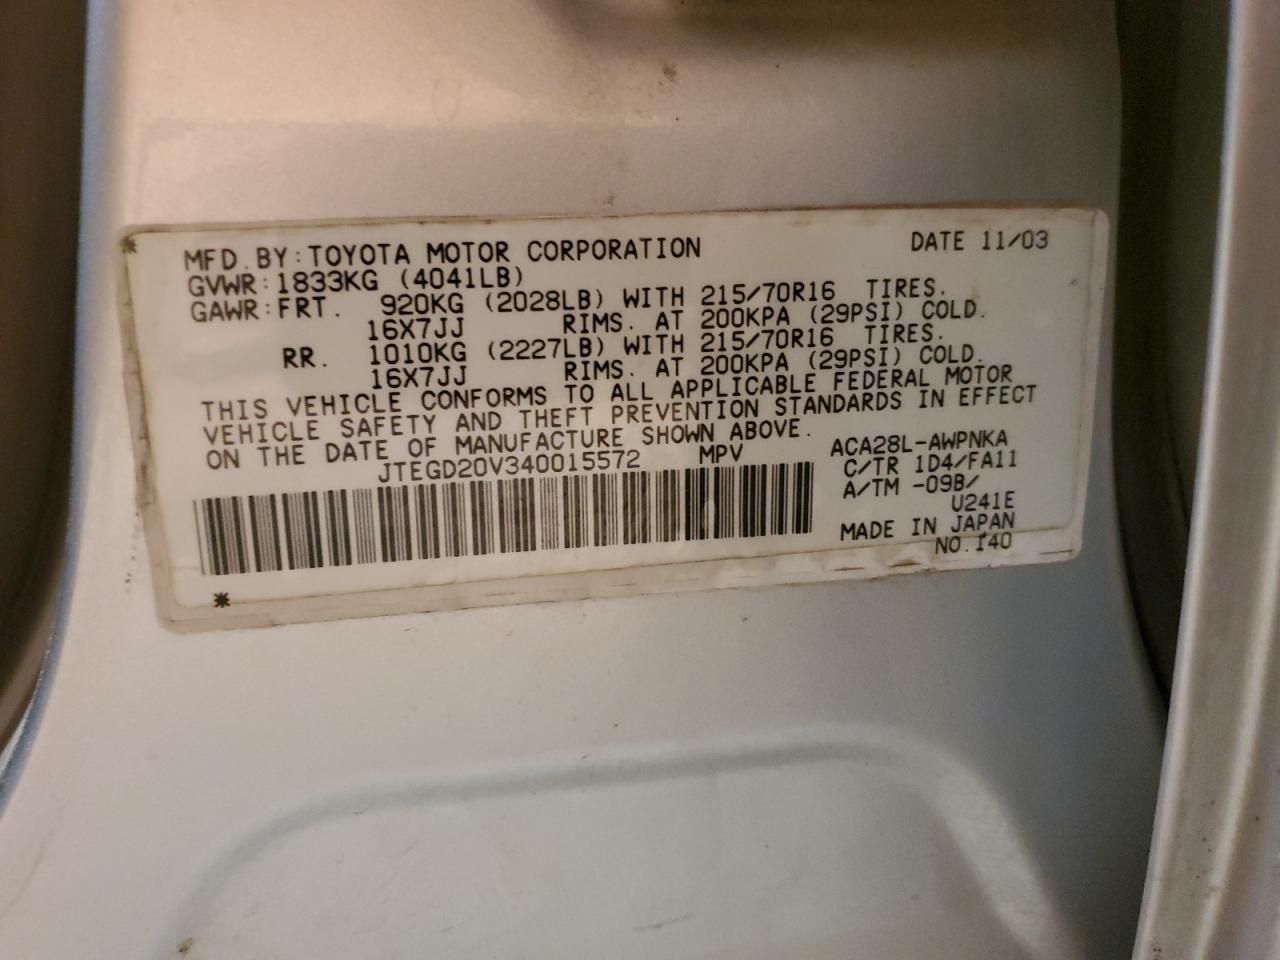 MFD. BY: TOYOTA MOTOR CORPORATION DATE 11/03
GVWR: 1833KG (4041LB)
GAWR: FRT. 920KG (2028LB) WITH 215/70R16 TIRES.
16X7JJ RIMS. AT 200KPA (29PSI) COLD.
RR. 1010KG (2227LB) WITH 215/70R16 TIRES.
16X7JJ RIMS. AT 200KPA (29PSI) COLD.
THIS VEHICLE CONFORMS TO ALL APPLICABLE FEDERAL MOTOR
VEHICLE SAFETY AND THEFT PREVENTION STANDARDS IN EFFECT
ON THE DATE OF MANUFACTURE SHOWN ABOVE.
JTEGD20V340015572 MPV
ACA28L-AWPNKA
C/TR 1D4/FA11
A/TM -09B/
U241E
MADE IN JAPAN
NO. 140